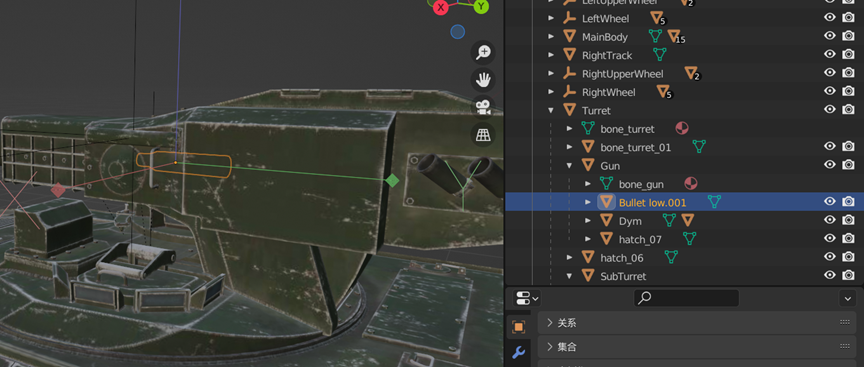 X
Y
LeftUpperWheel
2
LeftWheel
5
MainBody
15
RightTrack
RightUpperWheel
2
RightWheel
5
Turret
bone_turret
bone_turret_01
Gun
bone_gun
Bullet low.001
Dym
hatch_07
hatch_06
SubTurret
关系
集合